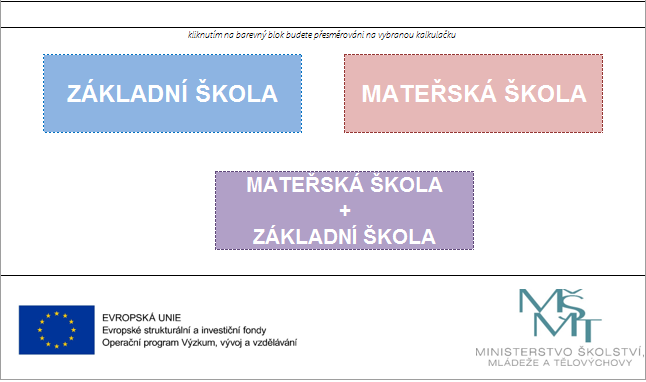 kliknutím na barevný blok budete přesměrováni na vybranou kalkulačku
ZÁKLADNÍ ŠKOLA
MATEŘSKÁ ŠKOLA
MATEŘSKÁ ŠKOLA
+
ZÁKLADNÍ ŠKOLA
EVROPSKÁ UNIE
Evropské strukturální a investiční fondy
Operační program Výzkum, vývoj a vzdělávání
MŠMT
MINISTERSTVO ŠKOLSTVÍ,
MLÁDEŽE A TĚLOVÝCHOVY